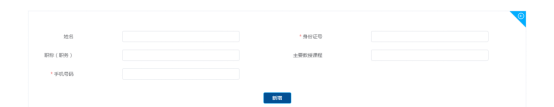 姓名
* 身份证号
职称（职务）
主要教授课程
* 手机号码
新增